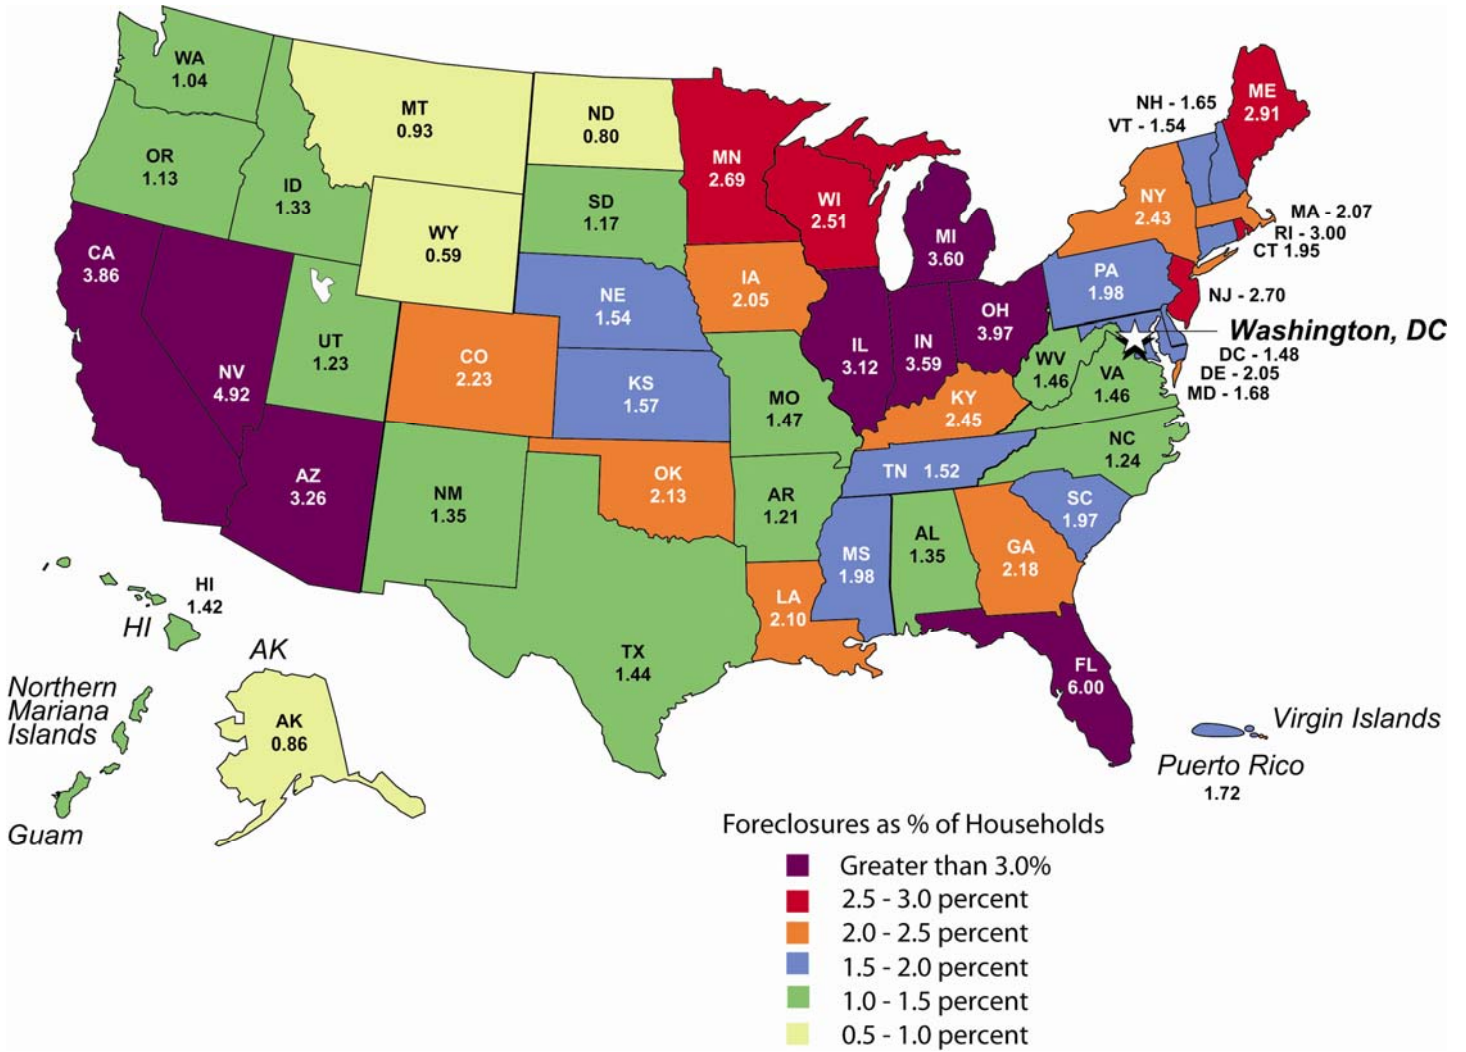 WA
1.04
MT
0.93
ND
0.80
MN
2.69
OR
1.13
ID
1.33
WY
0.59
SD
1.17
WI
2.51
MI
3.60
NH - 1.65
VT - 1.54
ME
2.91
NY
2.43
MA - 2.07
RI - 3.00
CT 1.95
CA
3.86
NV
4.92
UT
1.23
CO
2.23
NE
1.54
KS
1.57
IA
2.05
MO
1.47
IL
3.12
IN
3.59
OH
3.97
PA
1.98
NJ - 2.70
Washington, DC
DC - 1.48
DE - 2.05
MD - 1.68
WV
1.46
VA
1.46
KY
2.45
NC
1.24
TN 1.52
SC
1.97
AZ
3.26
NM
1.35
OK
2.13
AR
1.21
MS
1.98
AL
1.35
GA
2.18
LA
2.10
TX
1.44
FL
6.00
HI
1.42
HI
AK
AK
0.86
Northern
Mariana
Islands
Guam
Virgin Islands
Puerto Rico
1.72
Foreclosures as % of Households
Greater than 3.0%
2.5 - 3.0 percent
2.0 - 2.5 percent
1.5 - 2.0 percent
1.0 - 1.5 percent
0.5 - 1.0 percent